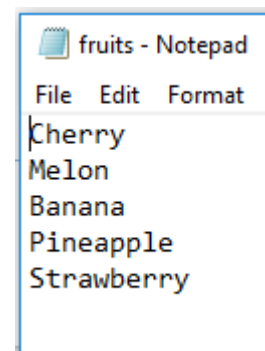 fruits - Notepad
File Edit Format
Cherry
Melon
Banana
Pineapple
Strawberry